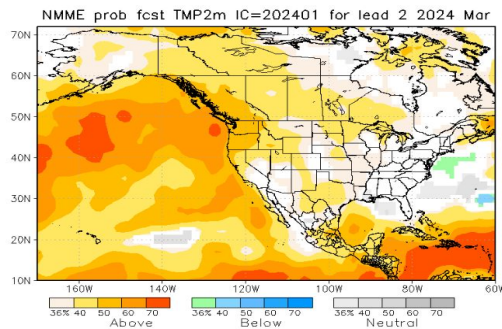 NMME prob fcst TMP2m IC=202401 for lead 2 2024 Mar
70N
60N
50N
40N
30N
20N
10N
160W 140W 120W 100W 80W 60W
36% 40 50 60 70 36% 40 50 60 70 36% 40 50 60 70
Above Below Neutral